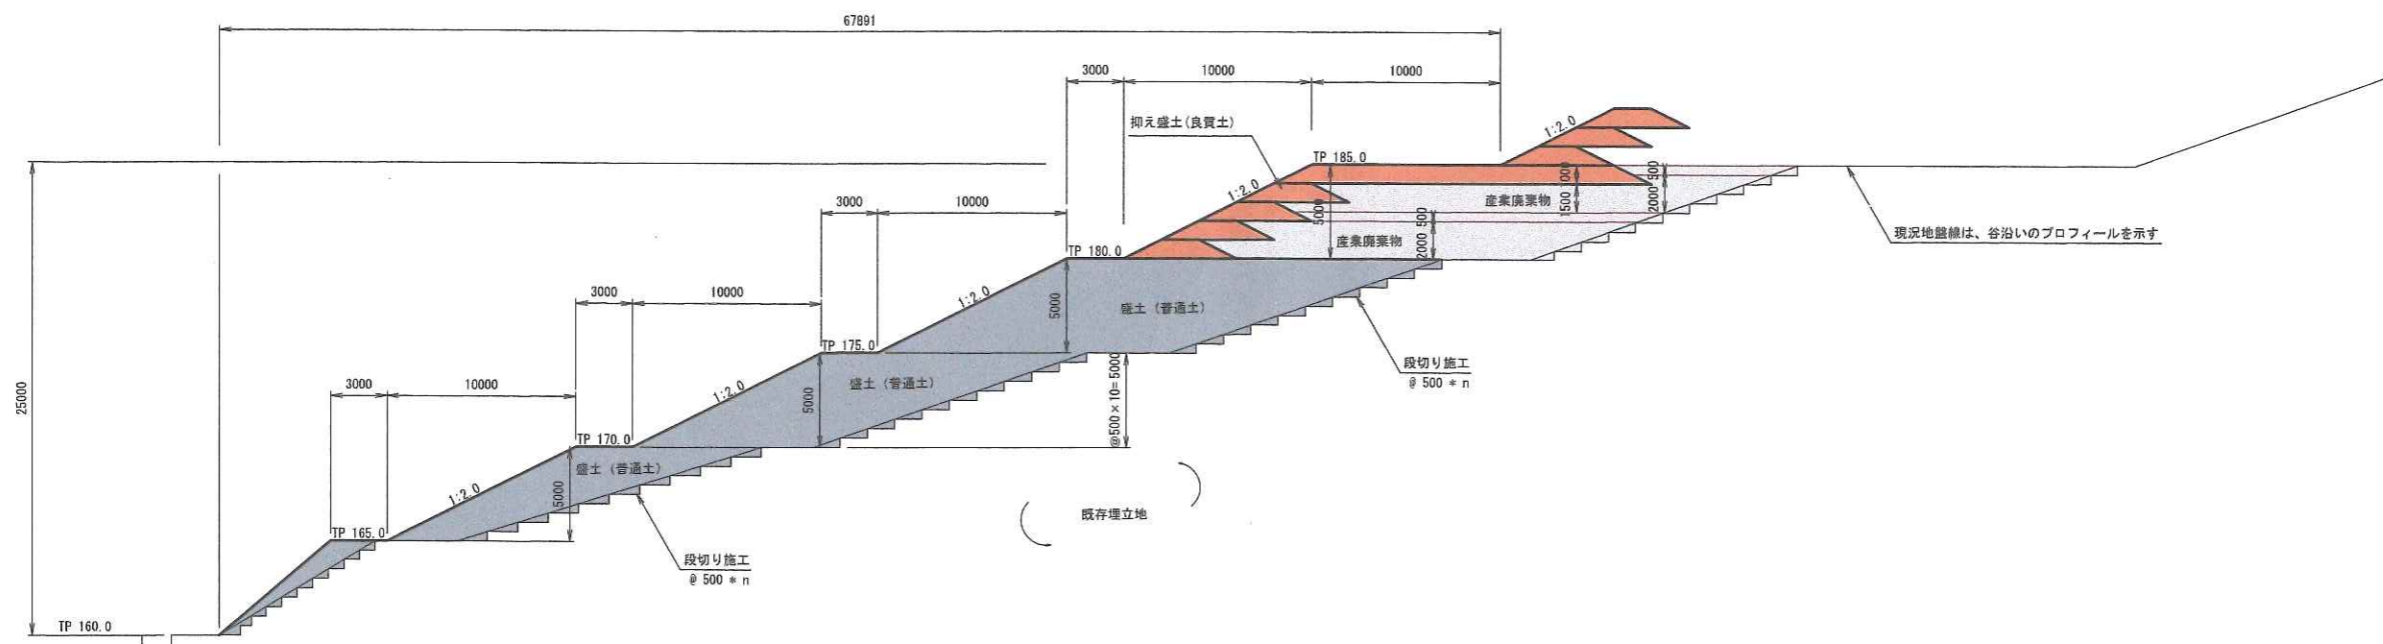 67891
3000
10000
10000
抑え盛土(良質土)
1:2.0
TP 185.0
1000
500
3000
10000
1:2.0
5000
産業廃棄物
1500
2000
500
産業廃棄物
2000
現況地盤線は、谷沿いのプロフィールを示す
TP 180.0
3000
10000
1:2.0
5000
盛土（普通土）
TP 175.0
段切り施工
@ 500 * n
3000
10000
1:2.0
5000
盛土（普通土）
@500×10=5000
25000
TP 170.0
盛土（普通土）
1:2.0
5000
既存埋立地
TP 165.0
段切り施工
@ 500 * n
TP 160.0